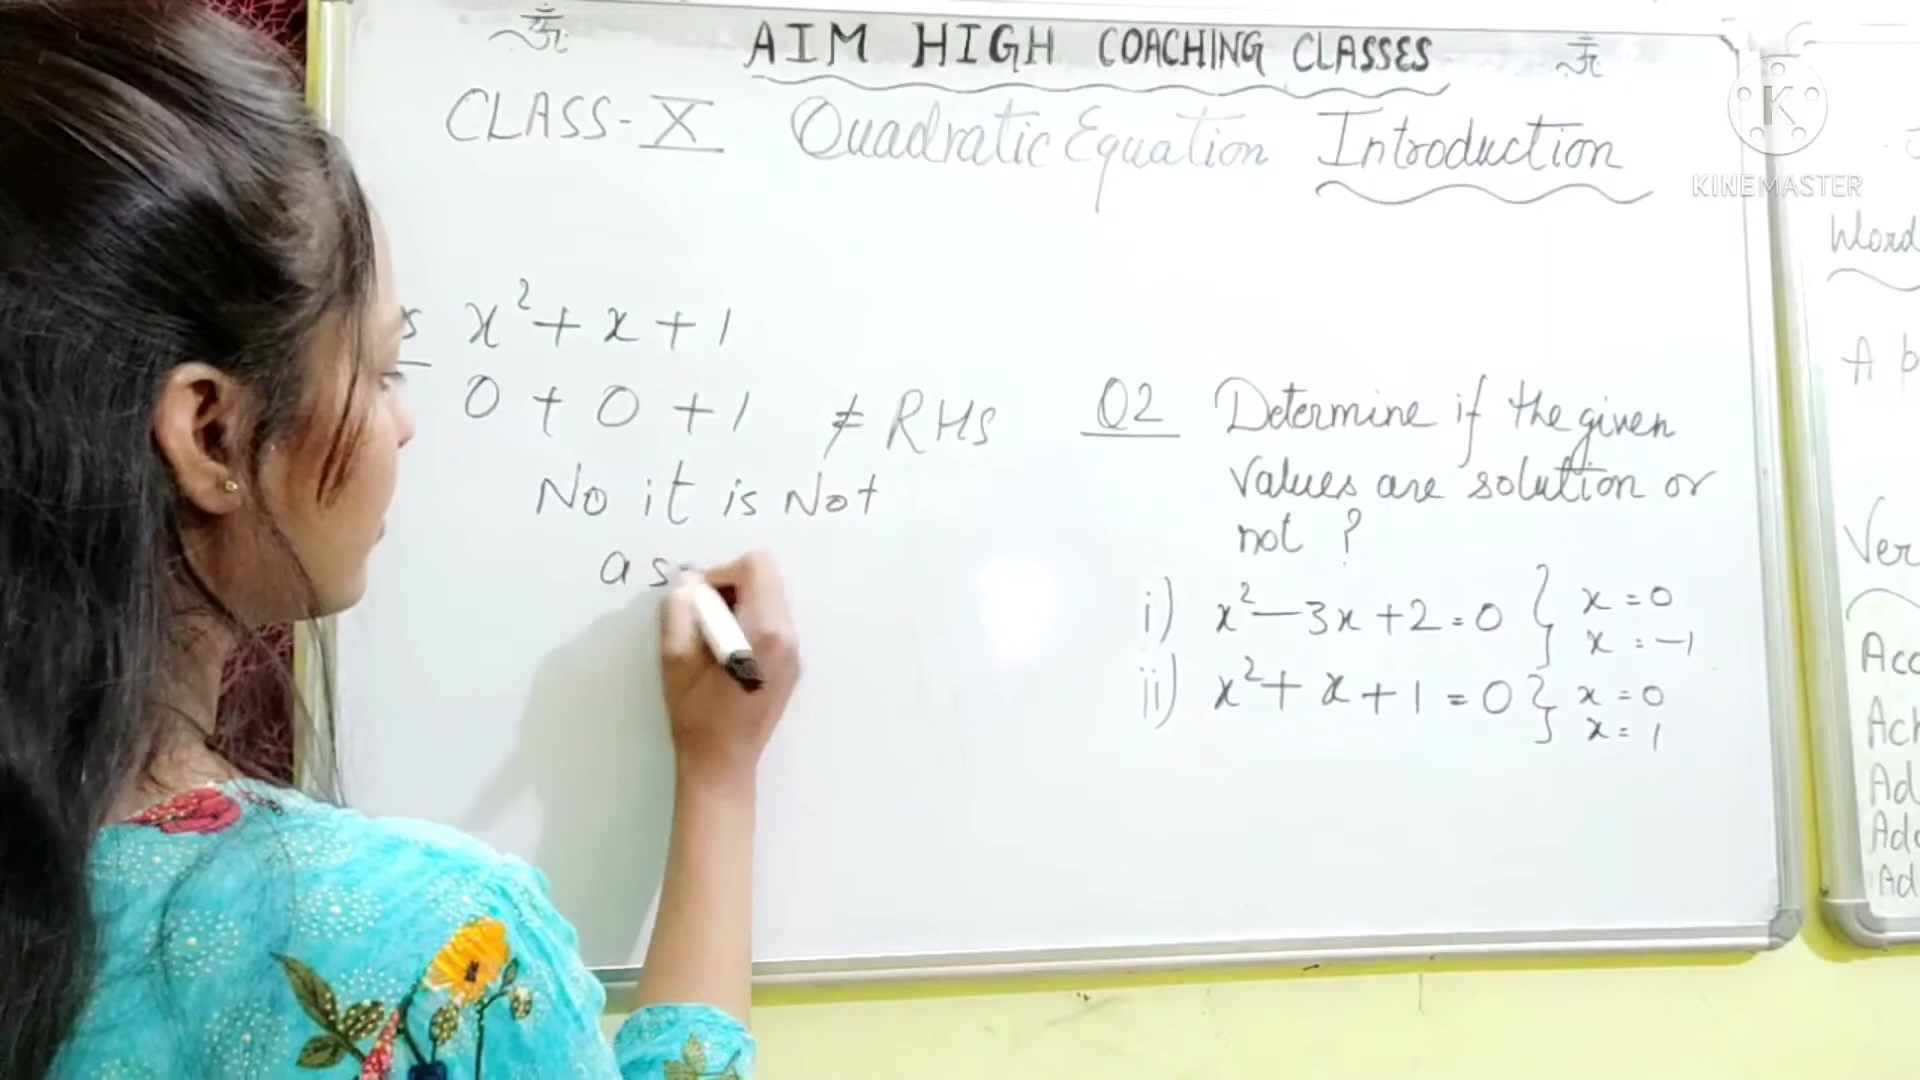 ॐ AIM HIGH COACHING CLASSES ॐ
CLASS-X Quadratic Equation Introduction
x² + x + 1
0 + 0 + 1 ≠ RHS
No it is Not
a s
Q2 Determine if the given
values are solution or
not ?
i) x² - 3x + 2 = 0 { x = 0
x = -1
ii) x² + x + 1 = 0 } x = 0
x = 1
K
KINEMASTER
Word
A b
Ver
Acc
Ach
Ad
Ad